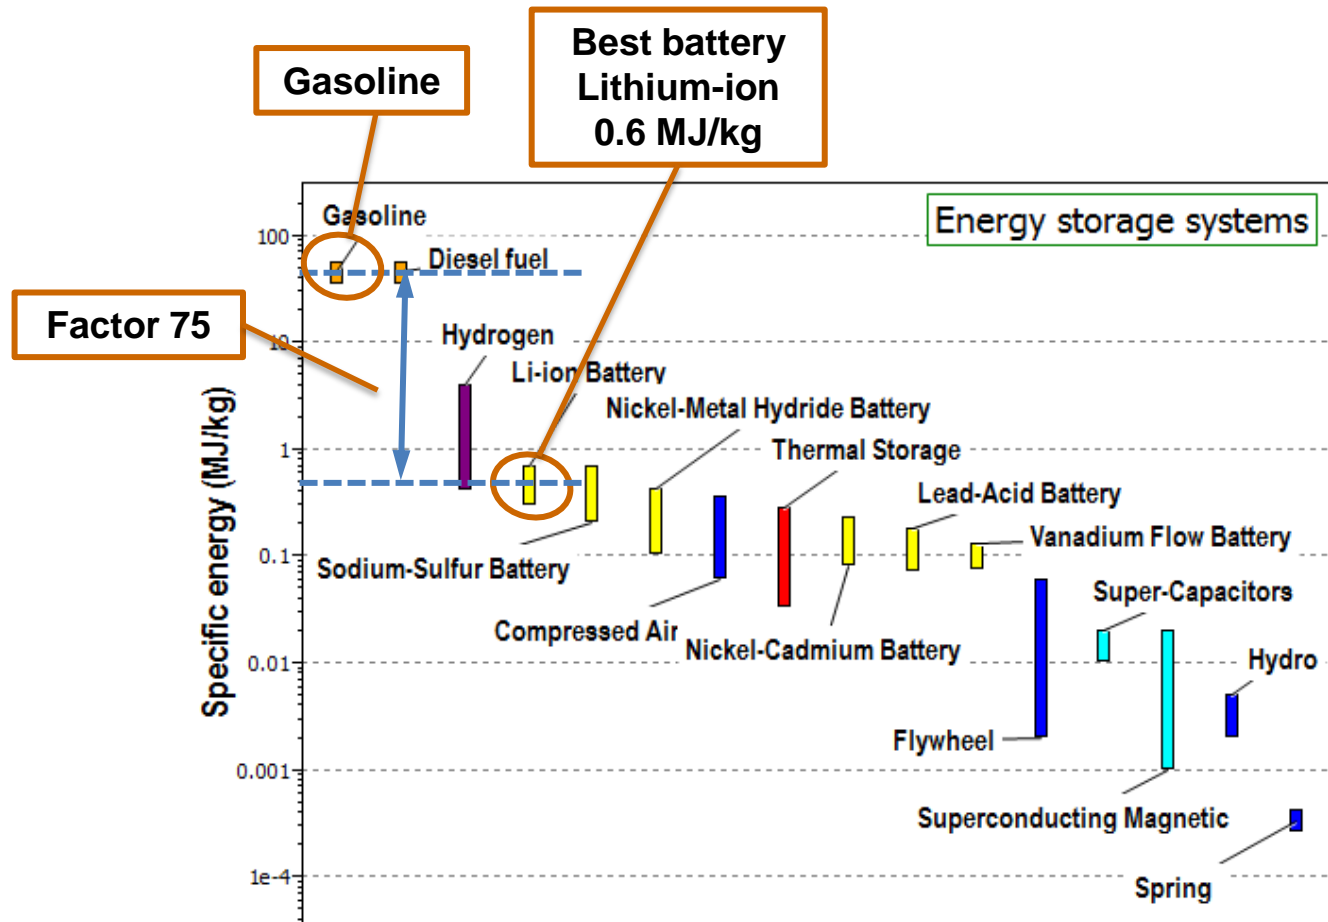 Best battery
Lithium-ion
0.6 MJ/kg
Gasoline
Energy storage systems
Gasoline
100
Diesel fuel
Factor 75
10
Hydrogen
Li-ion Battery
Nickel-Metal Hydride Battery
1
Thermal Storage
Lead-Acid Battery
Vanadium Flow Battery
0.1
Sodium-Sulfur Battery
Super-Capacitors
Compressed Air
Nickel-Cadmium Battery
0.01
Hydro
Specific energy (MJ/kg)
Flywheel
0.001
Superconducting Magnetic
1e-4
Spring